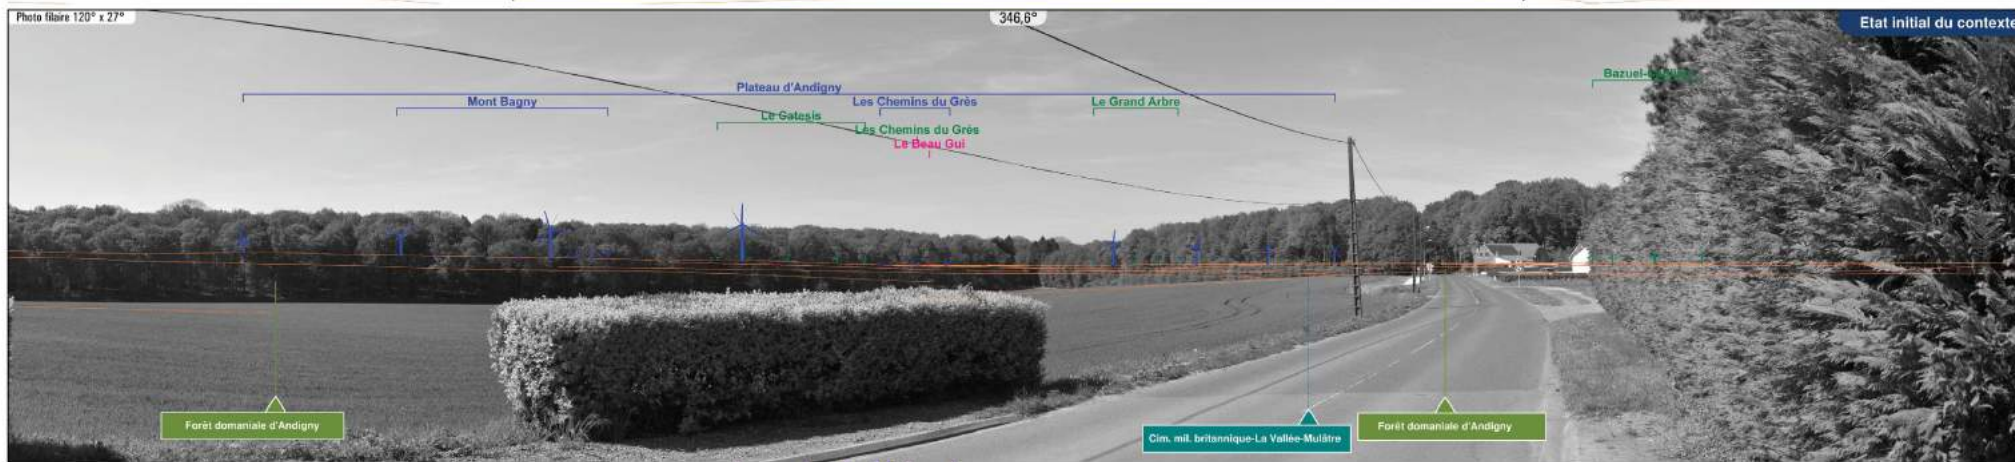 Photo filaire 120° x 27°
346,6°
Etat initial du contexte
Plateau d'Andigny
Mont Bagny
Les Chemins du Grès
Le Grand Arbre
Le Catesis
Les Chemins du Grès
Le Beau Gui
Forêt domaniale d'Andigny
Cim. mil. britannique-La Vallée-Mulâtre
Forêt domaniale d'Andigny